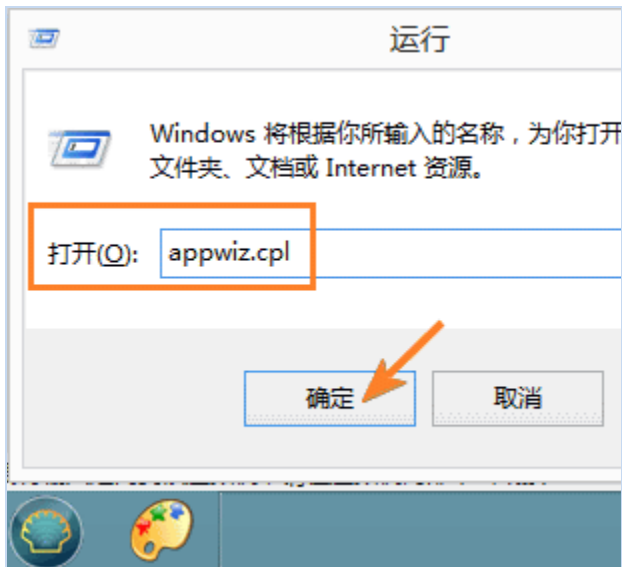 运行
Windows 将根据你所输入的名称，为你打开
文件夹、文档或 Internet 资源。
打开(O): appwiz.cpl
确定 取消